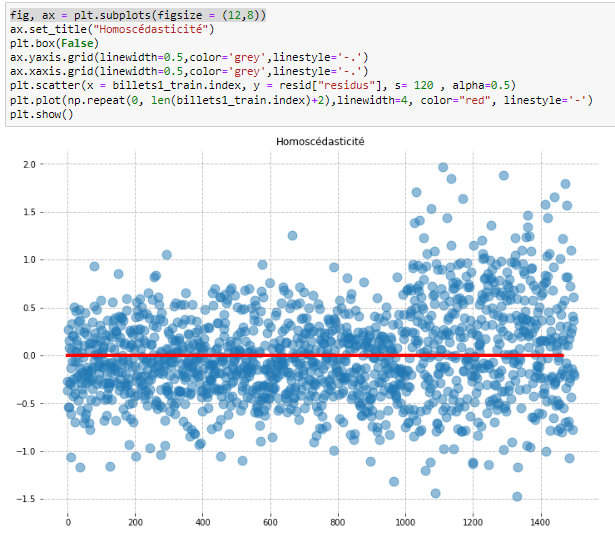 fig, ax = plt.subplots(figsize = (12,8))
ax.set_title("Homoscédasticité")
plt.box(False)
ax.yaxis.grid(linewidth=0.5,color='grey',linestyle='-.')
ax.xaxis.grid(linewidth=0.5,color='grey',linestyle='-.')
plt.scatter(x = billets1_train.index, y = resid["residus"], s= 120 , alpha=0.5)
plt.plot(np.repeat(0, len(billets1_train.index)+2),linewidth=4, color="red", linestyle='-')
plt.show()
Homoscédasticité
2.0
1.5
1.0
0.5
0.0
−0.5
−1.0
−1.5
0 200 400 600 800 1000 1200 1400